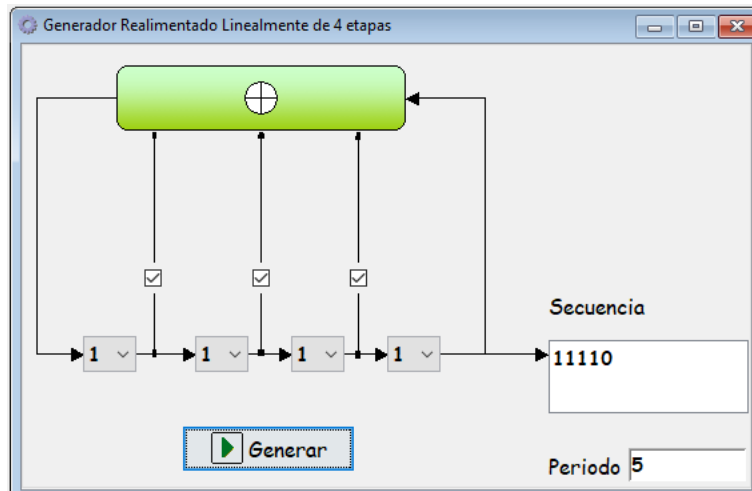 Generador Realimentado Linealmente de 4 etapas
Secuencia
1 1 1 1
11110
Generar
Periodo 5